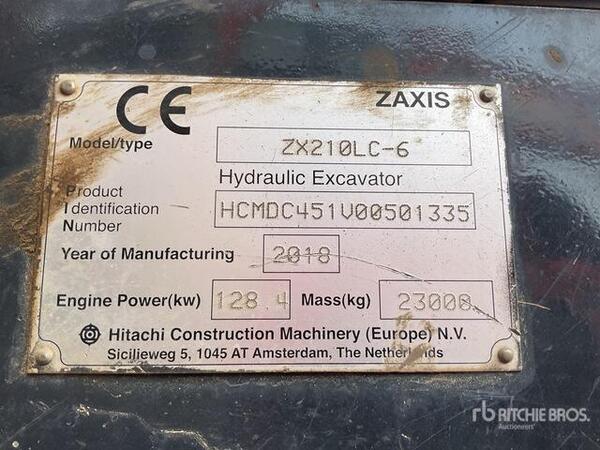 CE ZAXIS
Model/type ZX210LC-6
Hydraulic Excavator
Product
Identification HCMDC451V00501335
Number
Year of Manufacturing 2018
Engine Power(kw) 128.4 Mass(kg) 23000
Hitachi Construction Machinery (Europe) N.V.
Sicilieweg 5, 1045 AT Amsterdam, The Netherlands
rb RITCHIE BROS.
Auctioneers